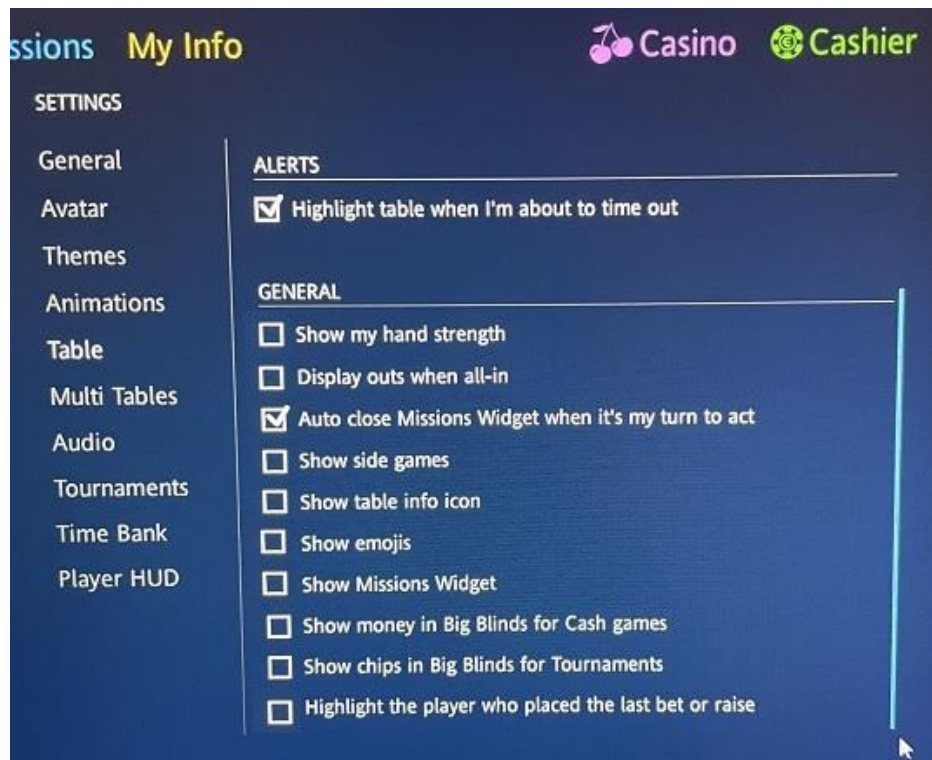 ssions My Info Casino Cashier
SETTINGS
General
Avatar
Themes
Animations
Table
Multi Tables
Audio
Tournaments
Time Bank
Player HUD
ALERTS
Highlight table when I'm about to time out
GENERAL
Show my hand strength
Display outs when all-in
Auto close Missions Widget when it's my turn to act
Show side games
Show table info icon
Show emojis
Show Missions Widget
Show money in Big Blinds for Cash games
Show chips in Big Blinds for Tournaments
Highlight the player who placed the last bet or raise